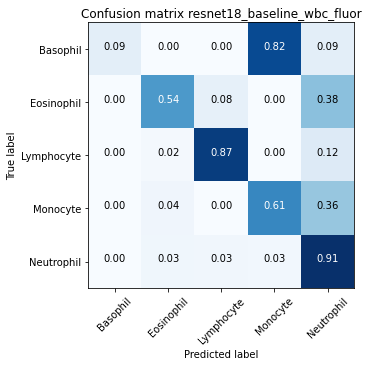 Confusion matrix resnet18_baseline_wbc_fluor
Basophil 0.09 0.00 0.00 0.82 0.09
Eosinophil 0.00 0.54 0.08 0.00 0.38
Lymphocyte 0.00 0.02 0.87 0.00 0.12
Monocyte 0.00 0.04 0.00 0.61 0.36
Neutrophil 0.00 0.03 0.03 0.03 0.91
True label
Basophil Eosinophil Lymphocyte Monocyte Neutrophil
Predicted label